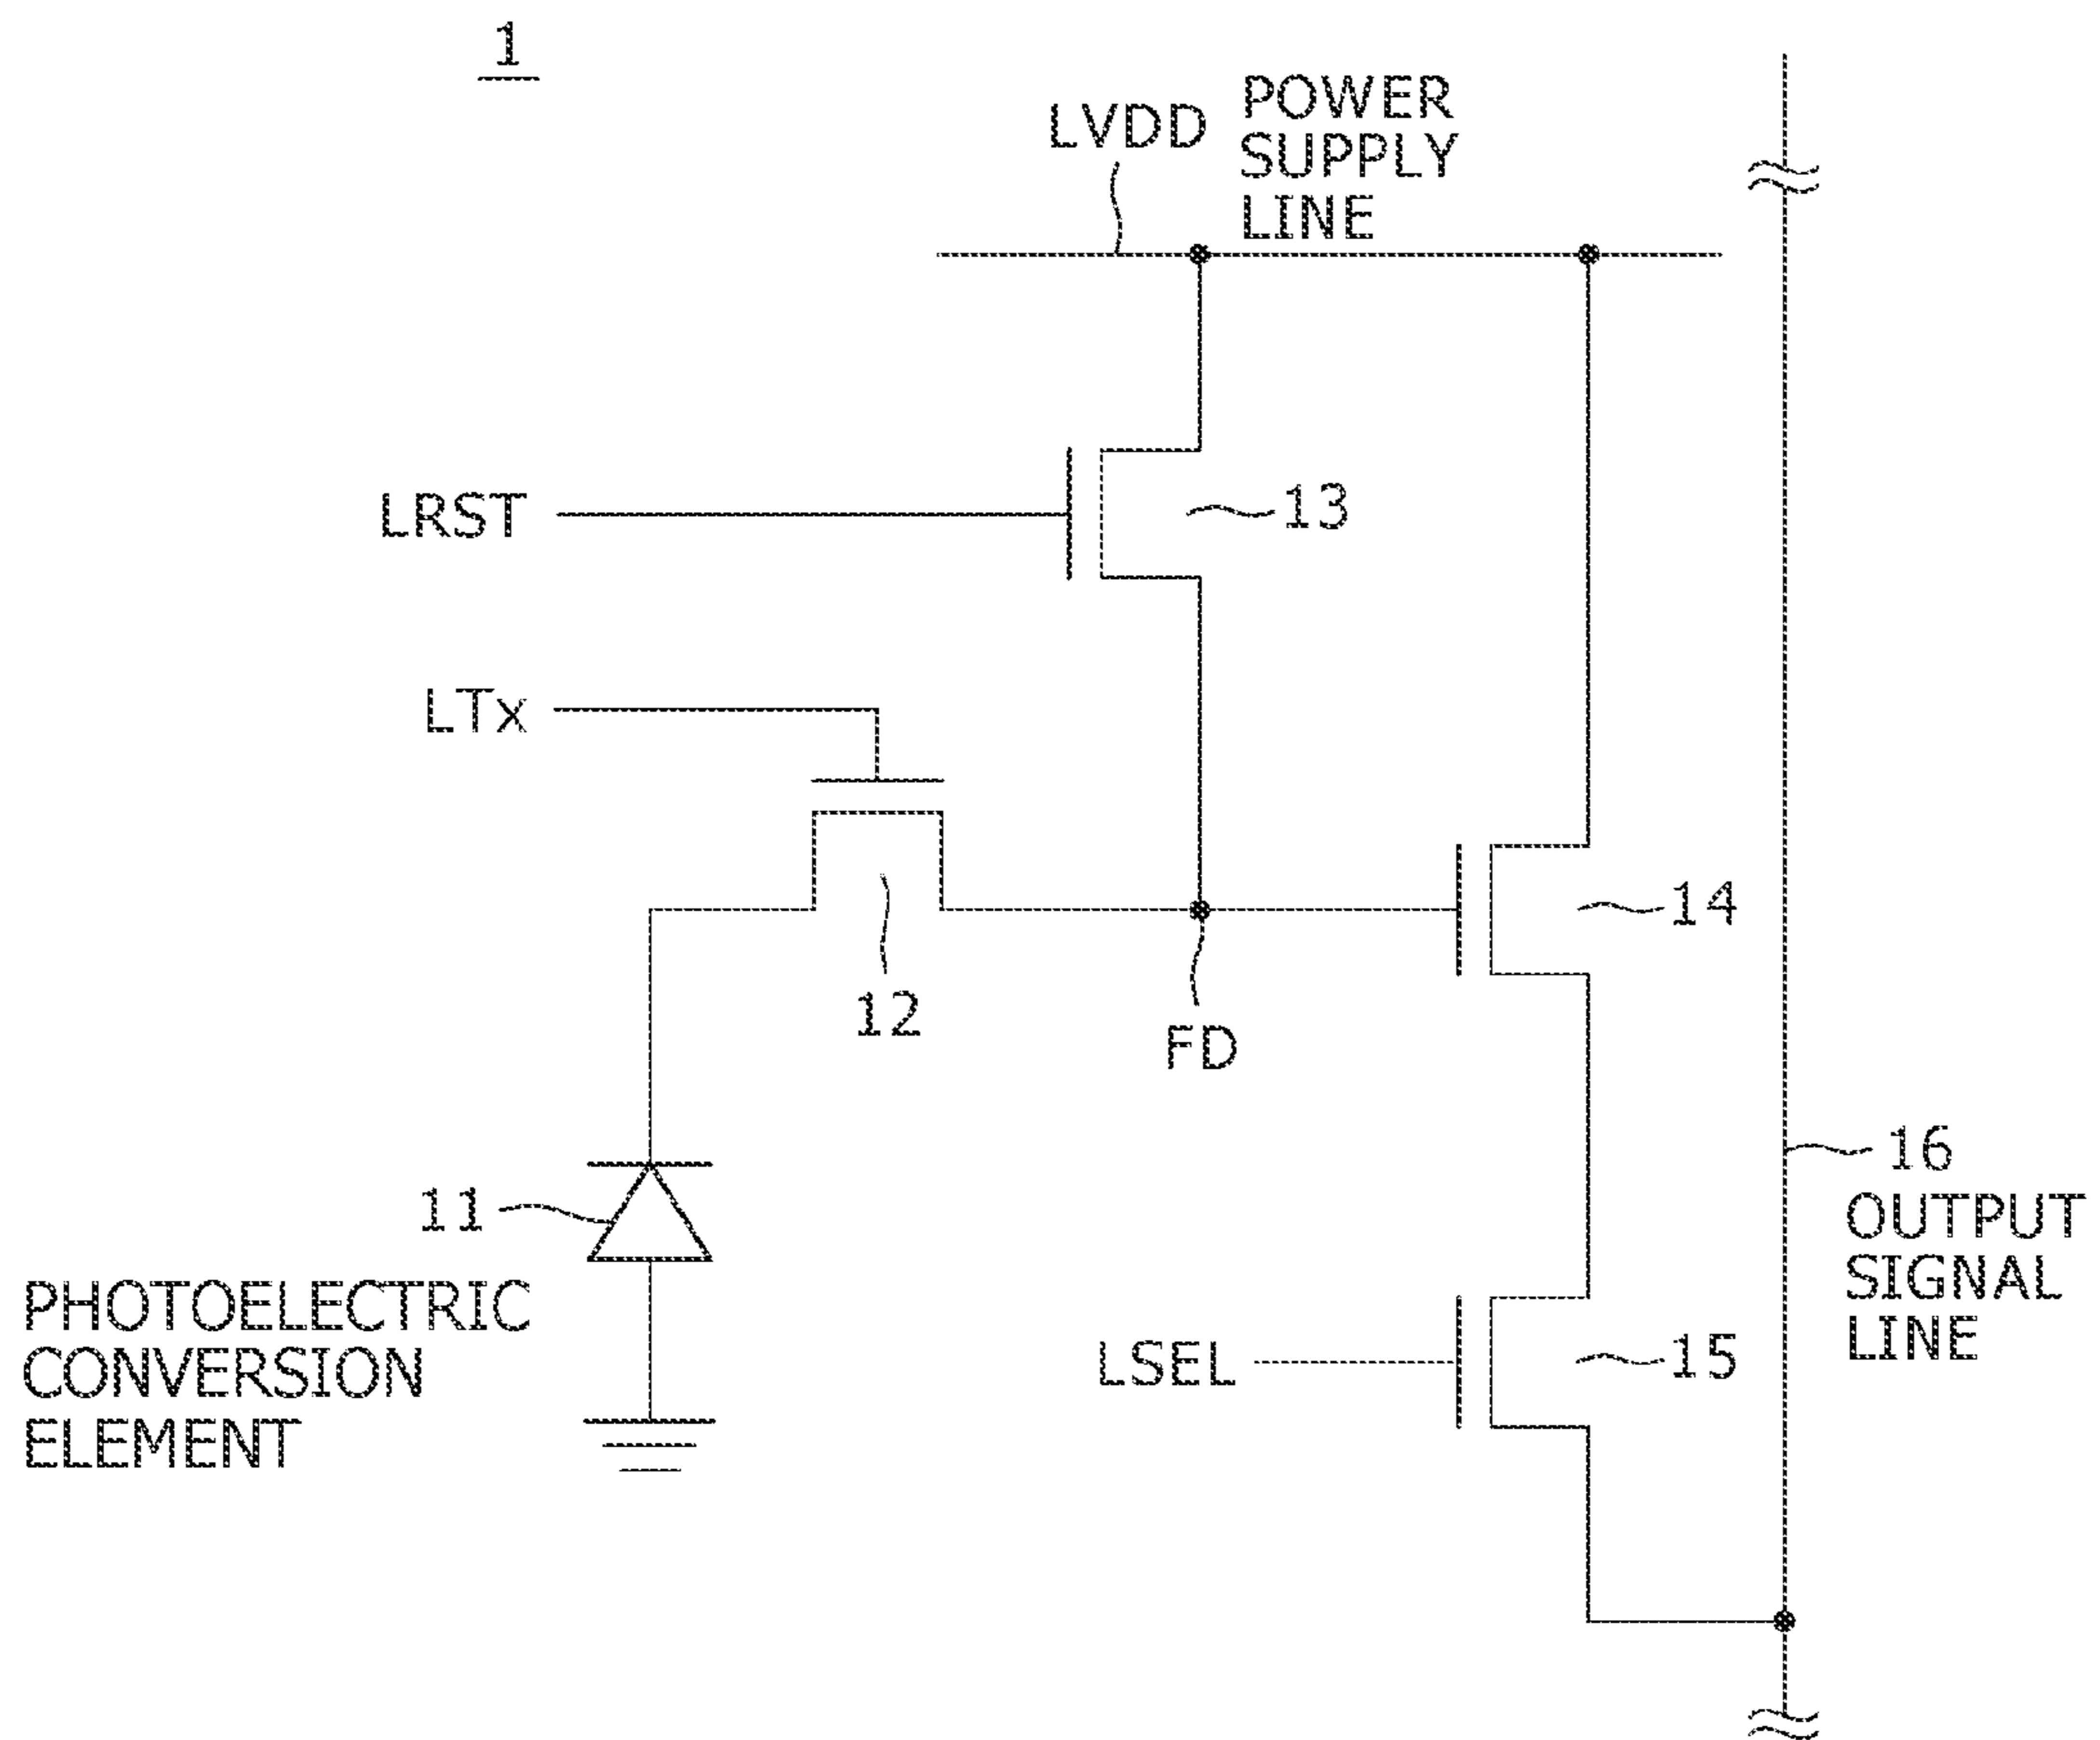 1
LVDD
POWER
SUPPLY
LINE
LRST
13
LTx
12
14
FD
11
PHOTOELECTRIC
CONVERSION
ELEMENT
16
OUTPUT
SIGNAL
LINE
LSEL
15